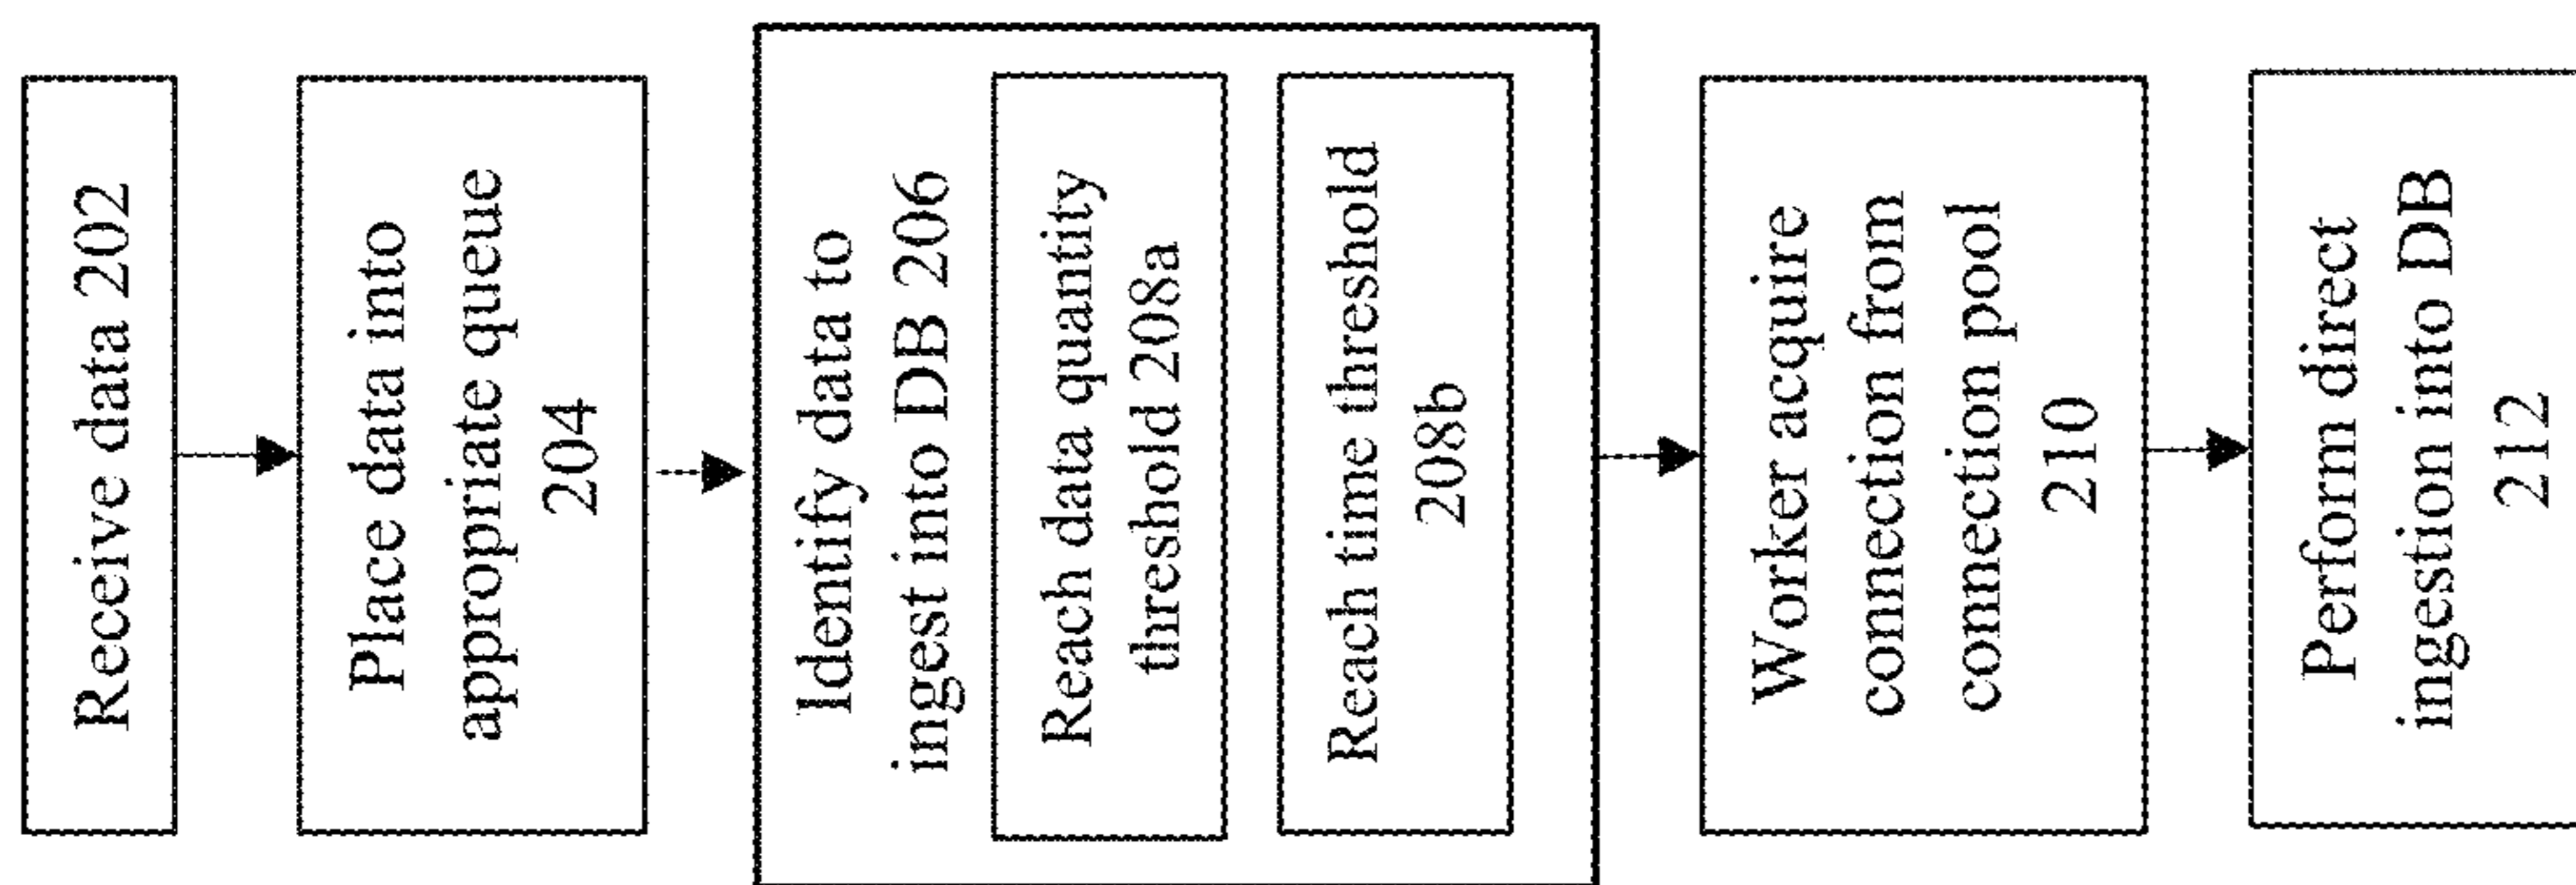 Receive data 202
Place data into
appropriate queue
204
Identify data to
ingest into DB 206
Reach data quantity
threshold 208a
Reach time threshold
208b
Worker acquire
connection from
connection pool
210
Perform direct
ingestion into DB
212